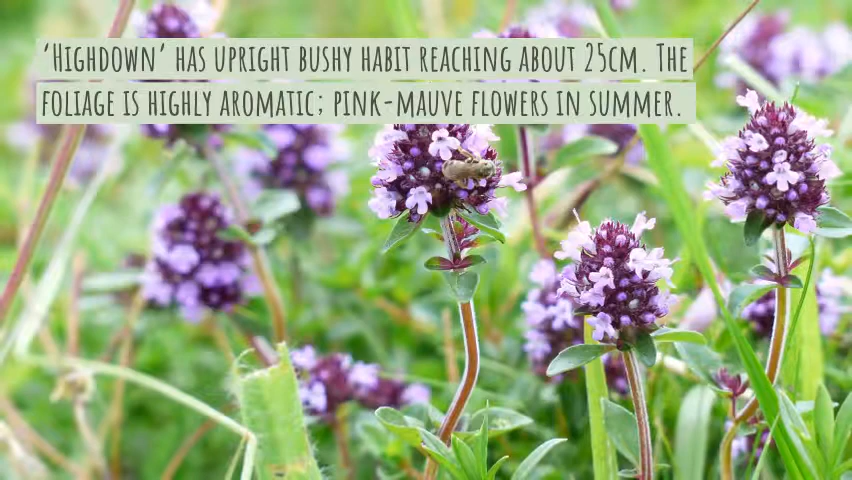 ‘Highdown’ has upright bushy habit reaching about 25cm. The
foliage is highly aromatic; pink-mauve flowers in summer.